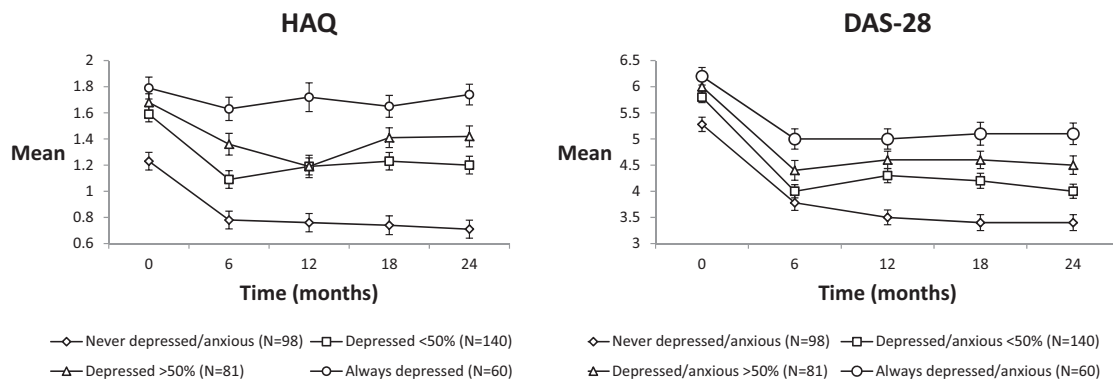 HAQ
2
1.8
1.6
1.4
1.2
1
0.8
0.6
Mean
0 6 12 18 24
Time (months)
Never depressed/anxious (N=98) Depressed <50% (N=140)
Depressed >50% (N=81) Always depressed (N=60)
DAS-28
6.5
6
5.5
5
4.5
4
3.5
3
Mean
0 6 12 18 24
Time (months)
Never depressed/anxious (N=98) Depressed/anxious <50% (N=140)
Depressed/anxious >50% (N=81) Always depressed/anxious (N=60)